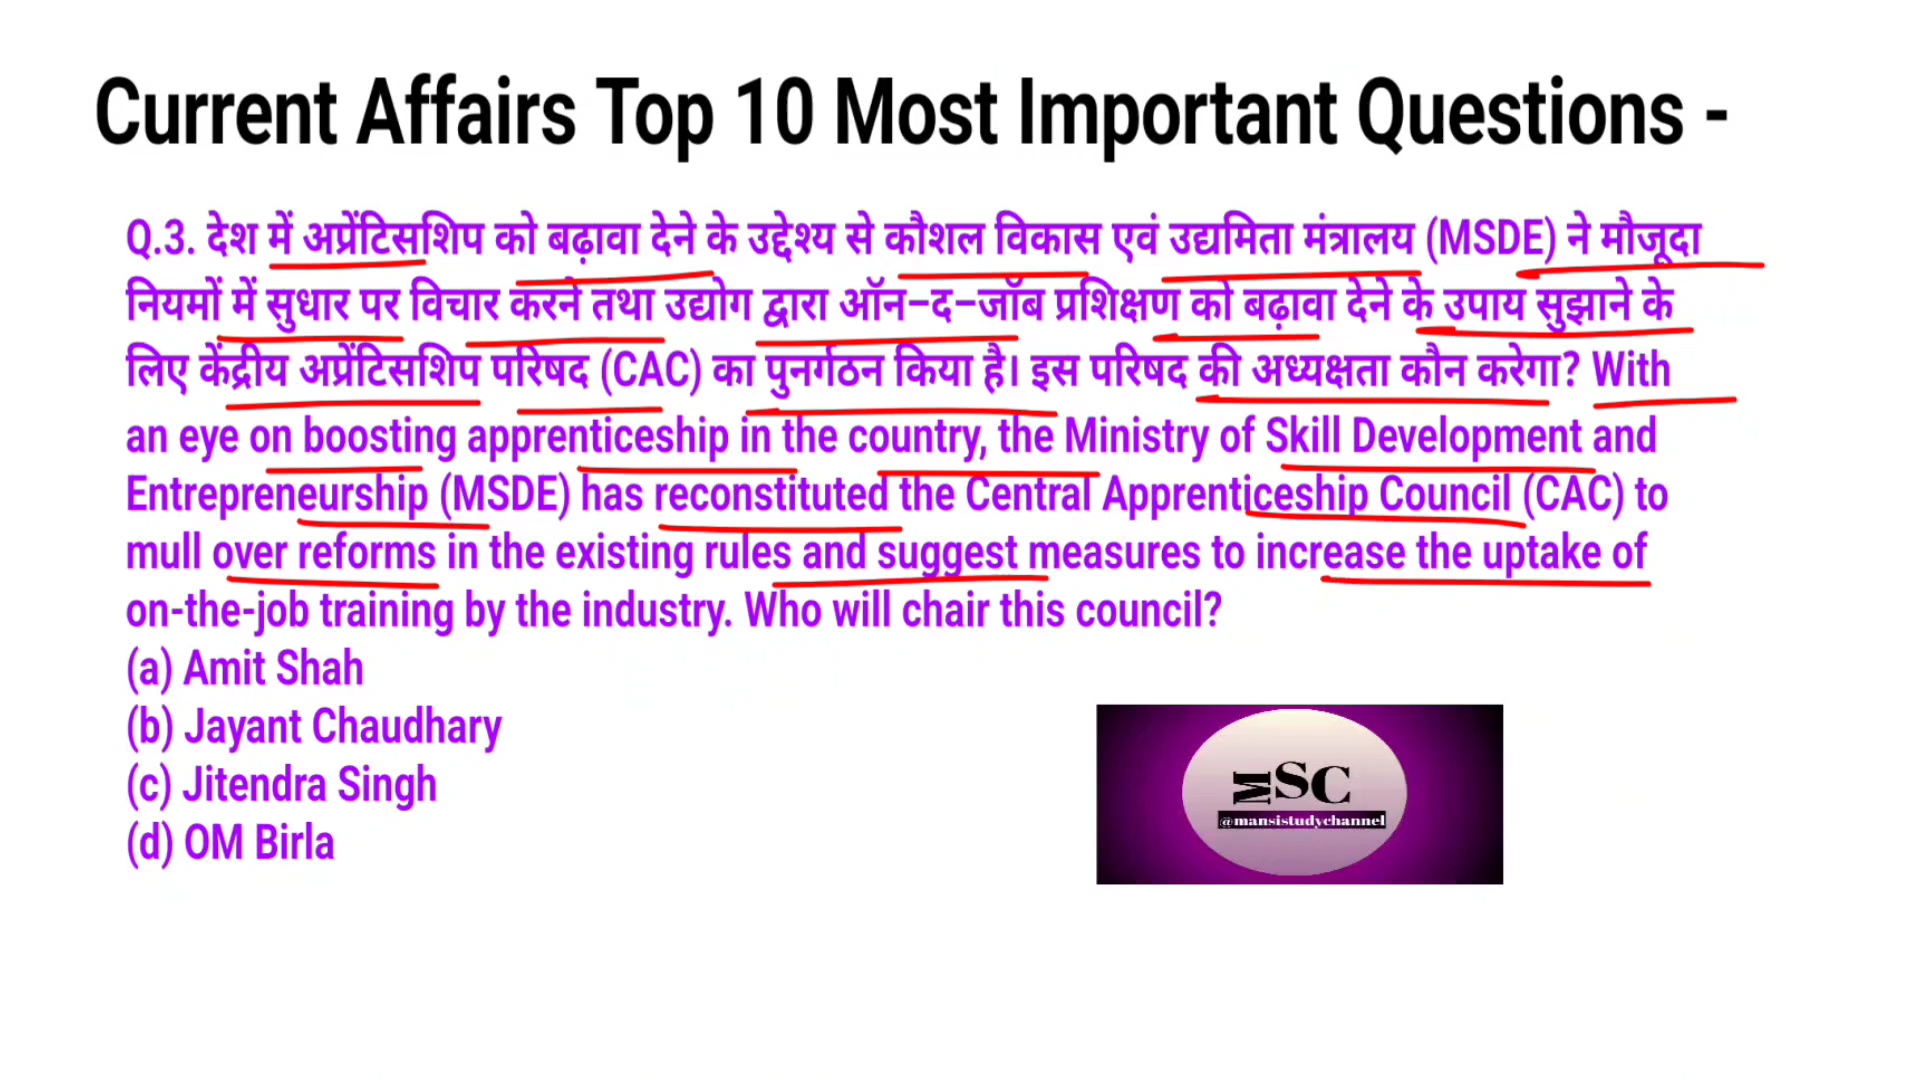 Current Affairs Top 10 Most Important Questions -
Q.3. देश में अप्रेंटिसशिप को बढ़ावा देने के उद्देश्य से कौशल विकास एवं उद्यमिता मंत्रालय (MSDE) ने मौजूदा
नियमों में सुधार पर विचार करने तथा उद्योग द्वारा ऑन-द-जॉब प्रशिक्षण को बढ़ावा देने के उपाय सुझाने के
लिए केंद्रीय अप्रेंटिसशिप परिषद (CAC) का पुनर्गठन किया है। इस परिषद की अध्यक्षता कौन करेगा? With
an eye on boosting apprenticeship in the country, the Ministry of Skill Development and
Entrepreneurship (MSDE) has reconstituted the Central Apprenticeship Council (CAC) to
mull over reforms in the existing rules and suggest measures to increase the uptake of
on-the-job training by the industry. Who will chair this council?
(a) Amit Shah
(b) Jayant Chaudhary
(c) Jitendra Singh
(d) OM Birla
MSC
@mansistudychannel